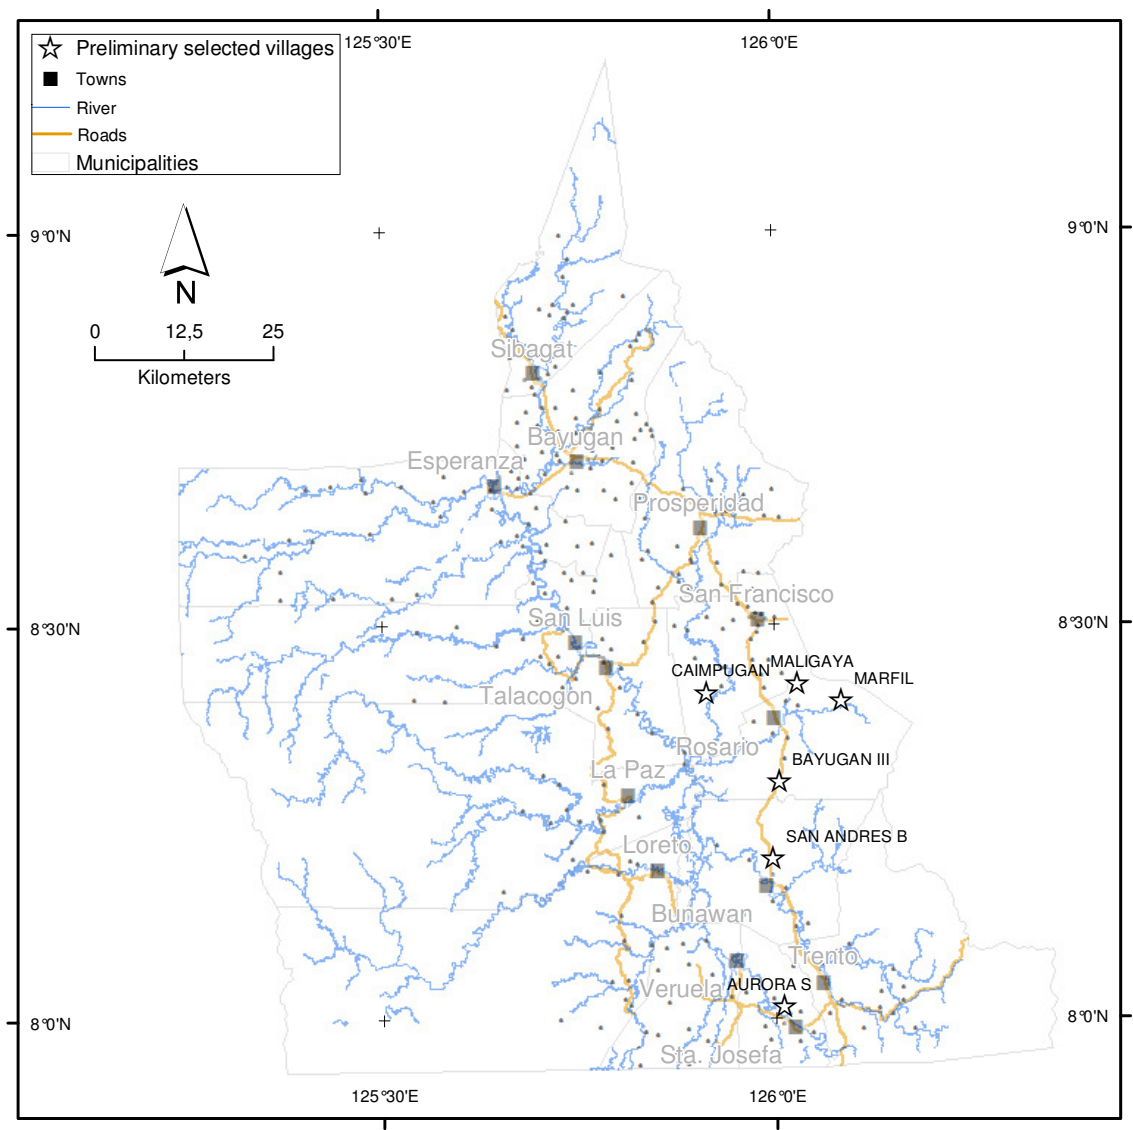 125°30'E
126°0'E
Preliminary selected villages
Towns
River
Roads
Municipalities
9°0'N
9°0'N
N
0 12,5 25
Kilometers
Sibagat
Bayugan
Esperanza
Prosperidad
San Francisco
San Luis
8°30'N
8°30'N
CAIMPUGAN
MALIGAYA
MARFIL
Talacogon
Rosario
BAYUGAN III
La Paz
SAN ANDRES B
Loreto
Bunawan
Trento
Veruela
AURORA S
8°0'N
8°0'N
Sta. Josefa
125°30'E
126°0'E